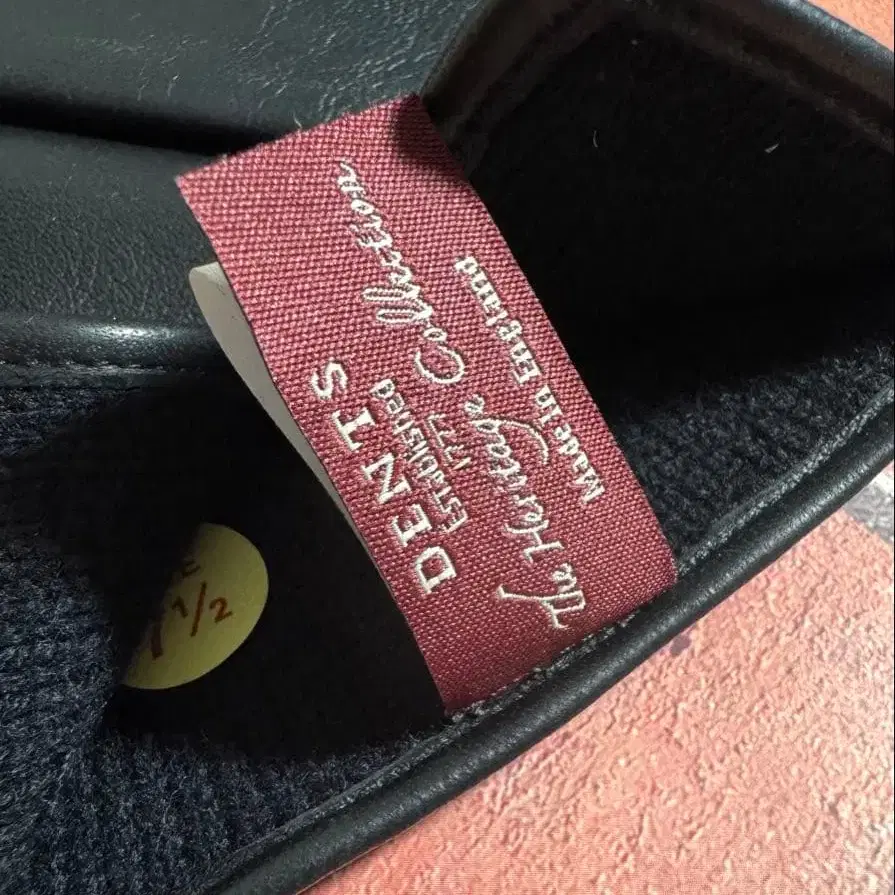 DENTS
Established
1777
The Heritage Collection
Made in England
1/2